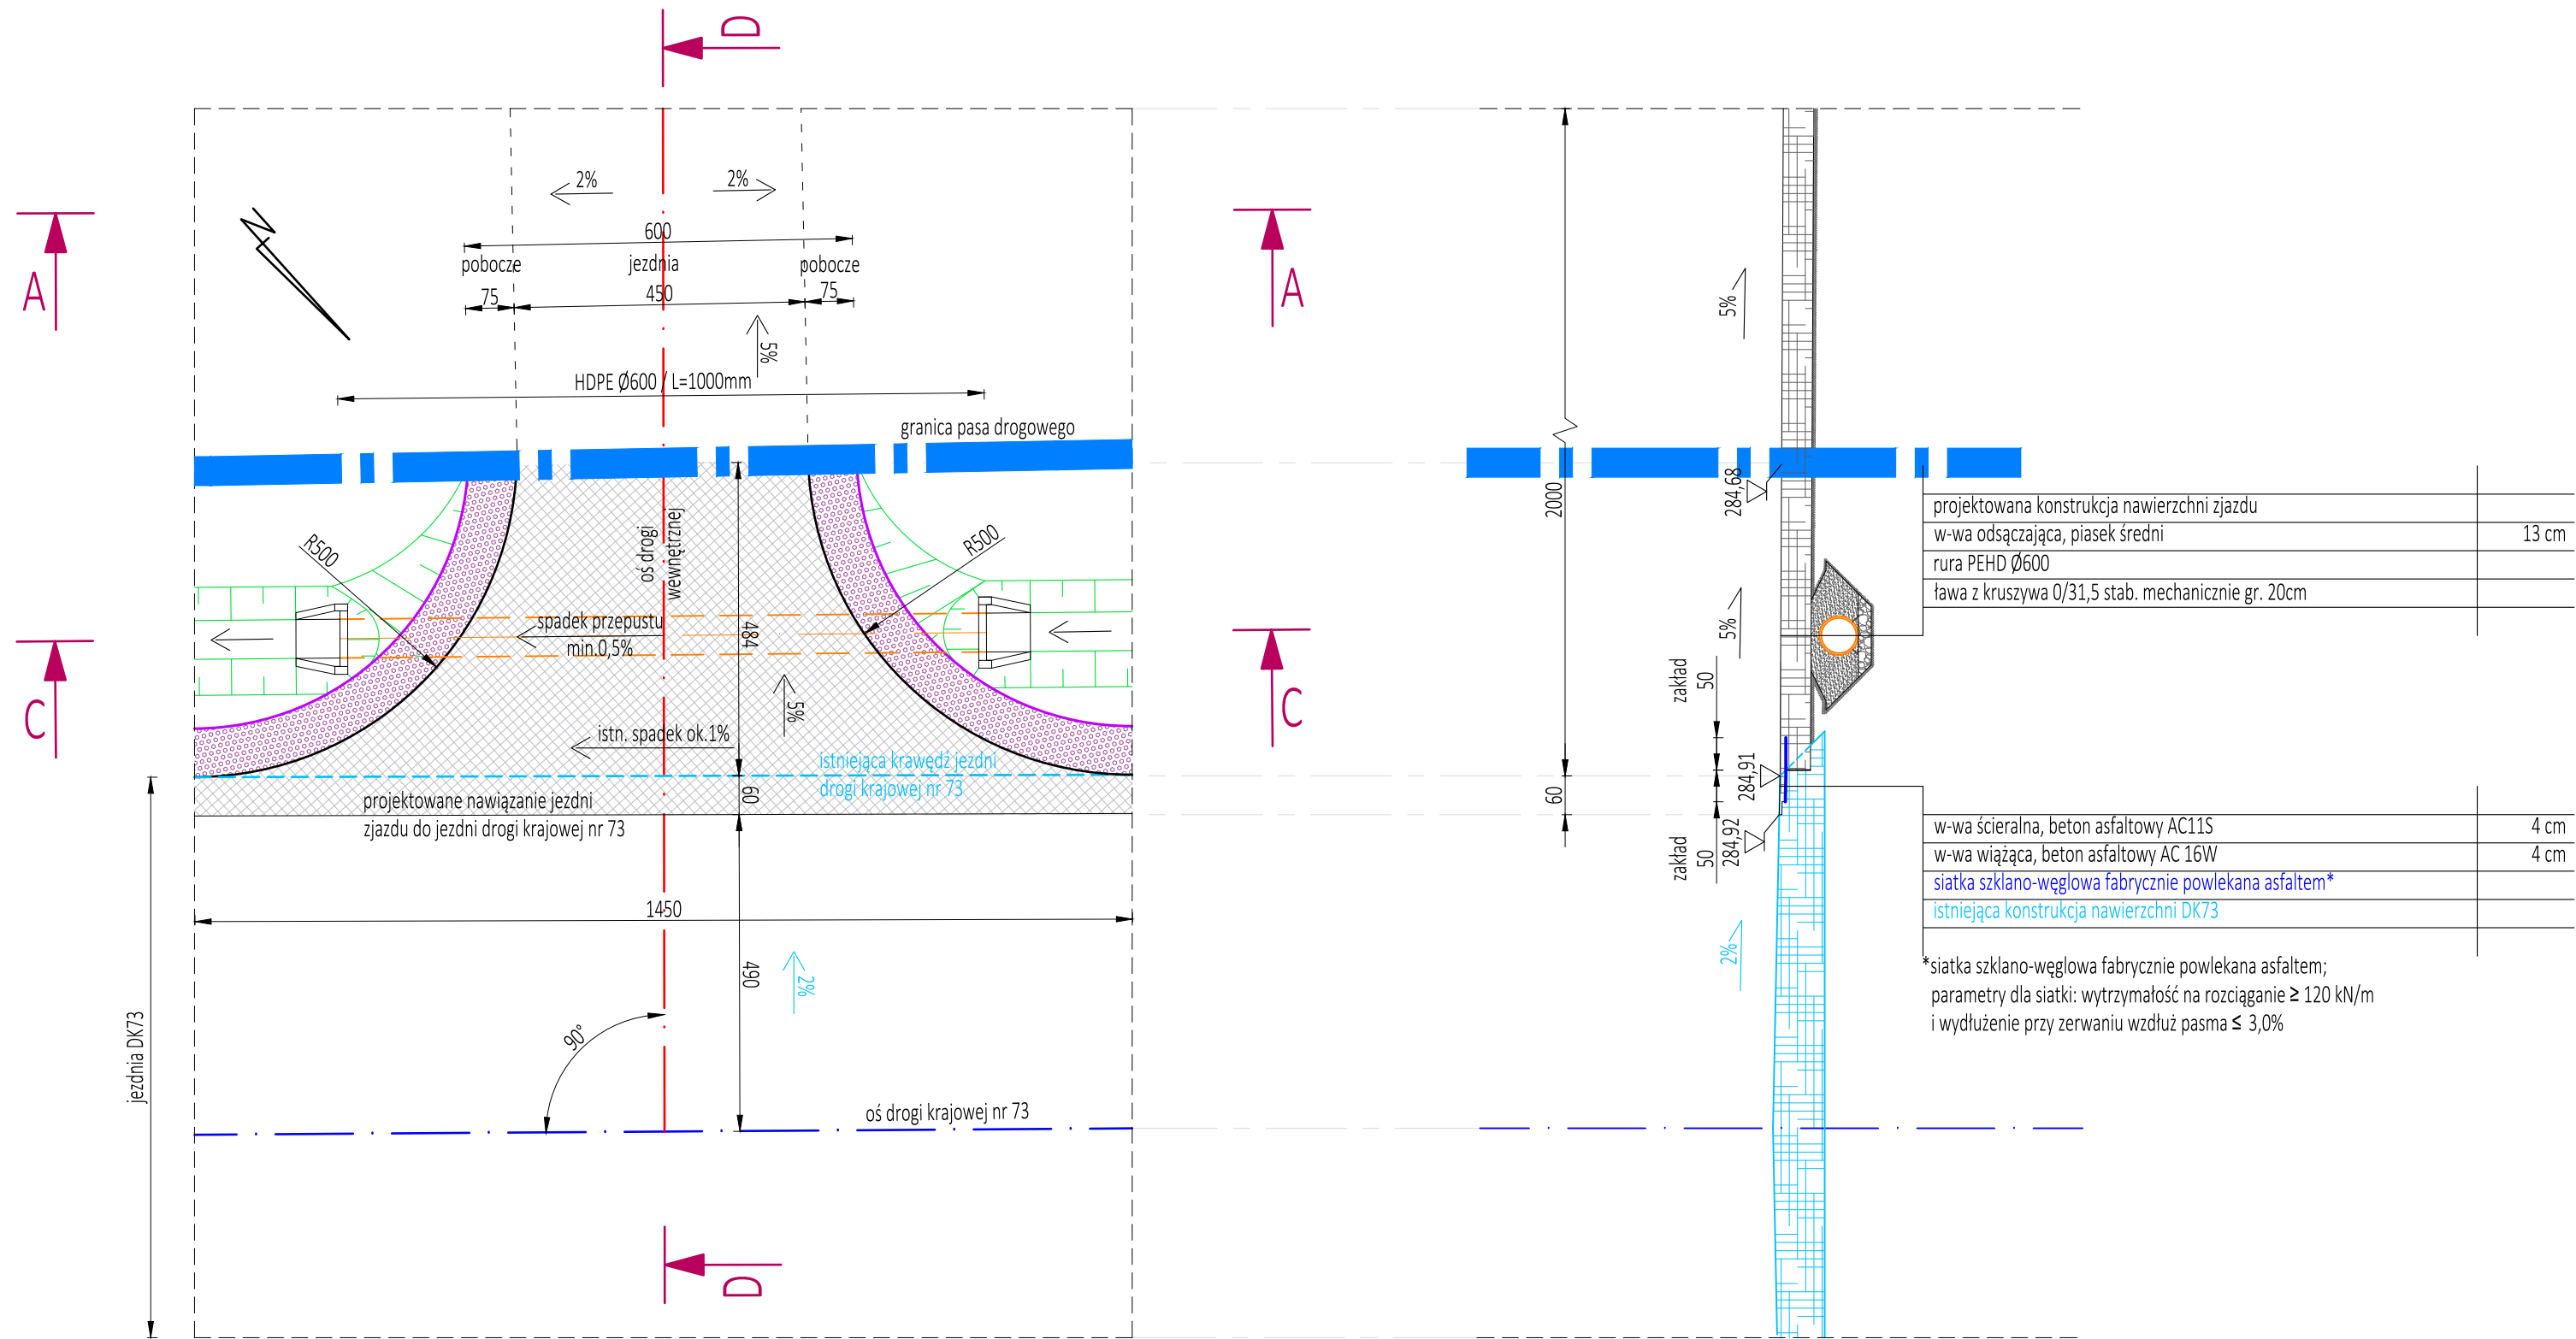 D
2%
2%
N
600
pobocze
jezdnia
pobocze
75
450
75
A
A
5%
HDPE Ø600 / L=1000mm
granica pasa drogowego
R500
oś drogi
wewnętrznej
R500
spadek przepustu
min.0,5%
484
C
C
5%
istn. spadek ok.1%
istniejąca krawędź jezdni
drogi krajowej nr 73
60
projektowane nawiązanie jezdni
zjazdu do jezdni drogi krajowej nr 73
1450
490
2%
jezdnia DK73
90°
oś drogi krajowej nr 73
D
5%
2000
284,68
projektowana konstrukcja nawierzchni zjazdu
w-wa odsączająca, piasek średni 13 cm
rura PEHD Ø600
ława z kruszywa 0/31,5 stab. mechanicznie gr. 20cm
5%
zakład
50
284,91
60
zakład
50
284,92
w-wa ścieralna, beton asfaltowy AC11S 4 cm
w-wa wiążąca, beton asfaltowy AC 16W 4 cm
siatka szklano-węglowa fabrycznie powlekana asfaltem*
istniejąca konstrukcja nawierzchni DK73
2%
*siatka szklano-węglowa fabrycznie powlekana asfaltem;
parametry dla siatki: wytrzymałość na rozciąganie ≥ 120 kN/m
i wydłużenie przy zerwaniu wzdłuż pasma ≤ 3,0%